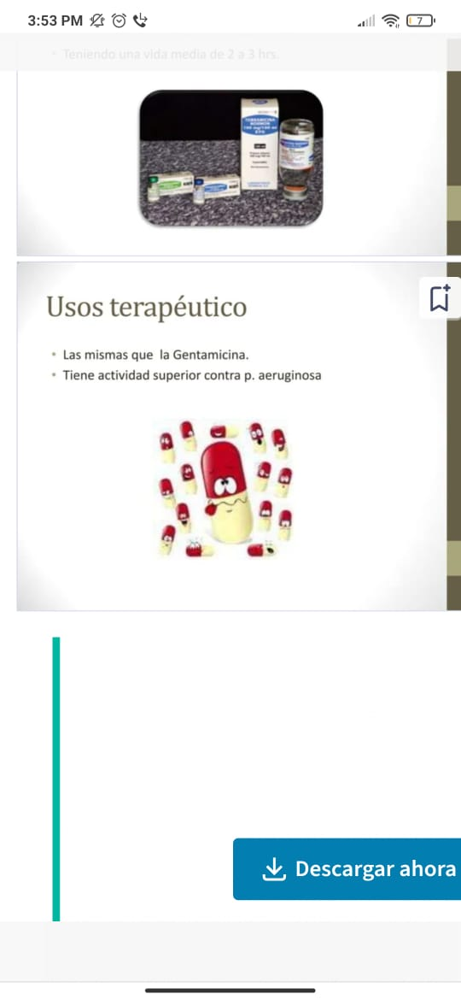 3:53 PM
7
Teniendo una vida media de 2 a 3 hrs.
Usos terapéutico
Las mismas que la Gentamicina.
Tiene actividad superior contra p. aeruginosa
Descargar ahora